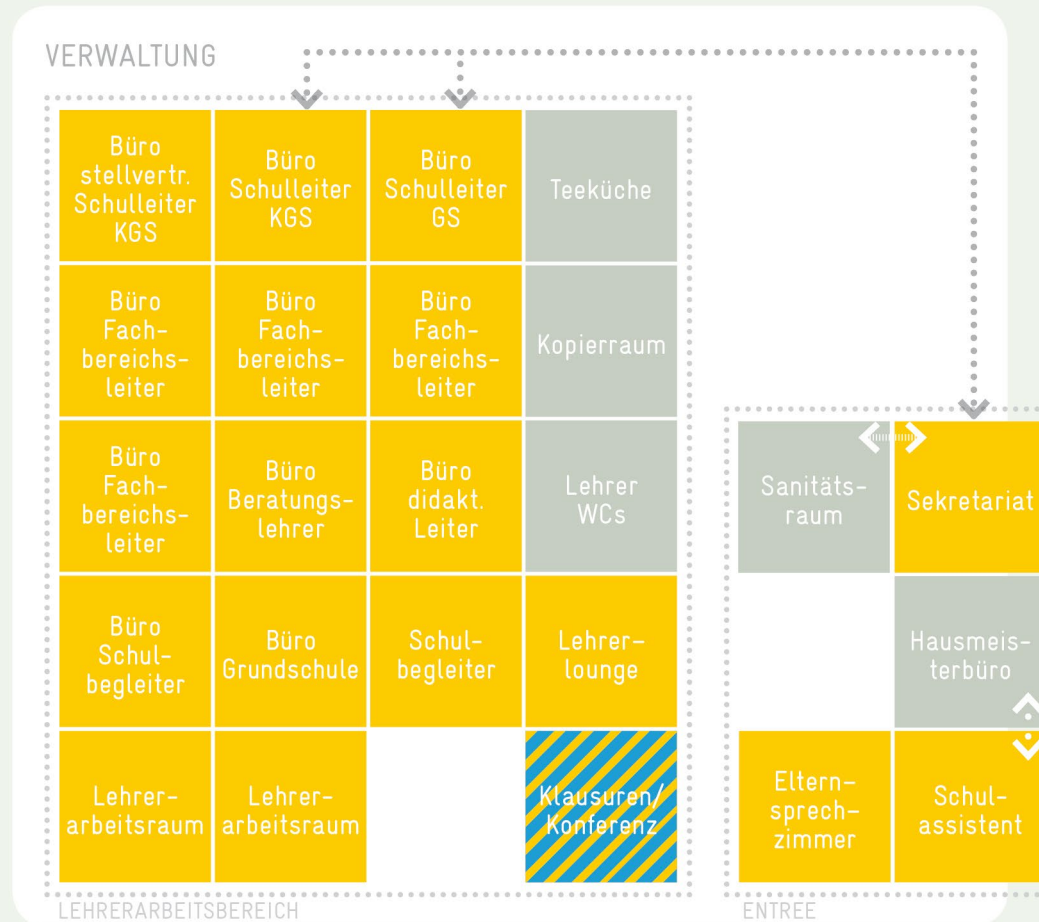 VERWALTUNG
Büro
stellvertr.
Schulleiter
KGS
Büro
Schulleiter
KGS
Büro
Schulleiter
GS
Teeküche
Büro
Fach-
bereichs-
leiter
Büro
Fach-
bereichs-
leiter
Büro
Fach-
bereichs-
leiter
Kopierraum
Büro
Fach-
bereichs-
leiter
Büro
Beratungs-
lehrer
Büro
didakt.
Leiter
Lehrer
WCs
Sanitäts-
raum
Sekretariat
Büro
Schul-
begleiter
Büro
Grundschule
Schul-
begleiter
Lehrer-
lounge
Hausmeis-
terbüro
Lehrer-
arbeitsraum
Lehrer-
arbeitsraum
Klausuren/
Konferenz
Eltern-
sprech-
zimmer
Schul-
assistent
LEHRERARBEITSBEREICH
ENTREE